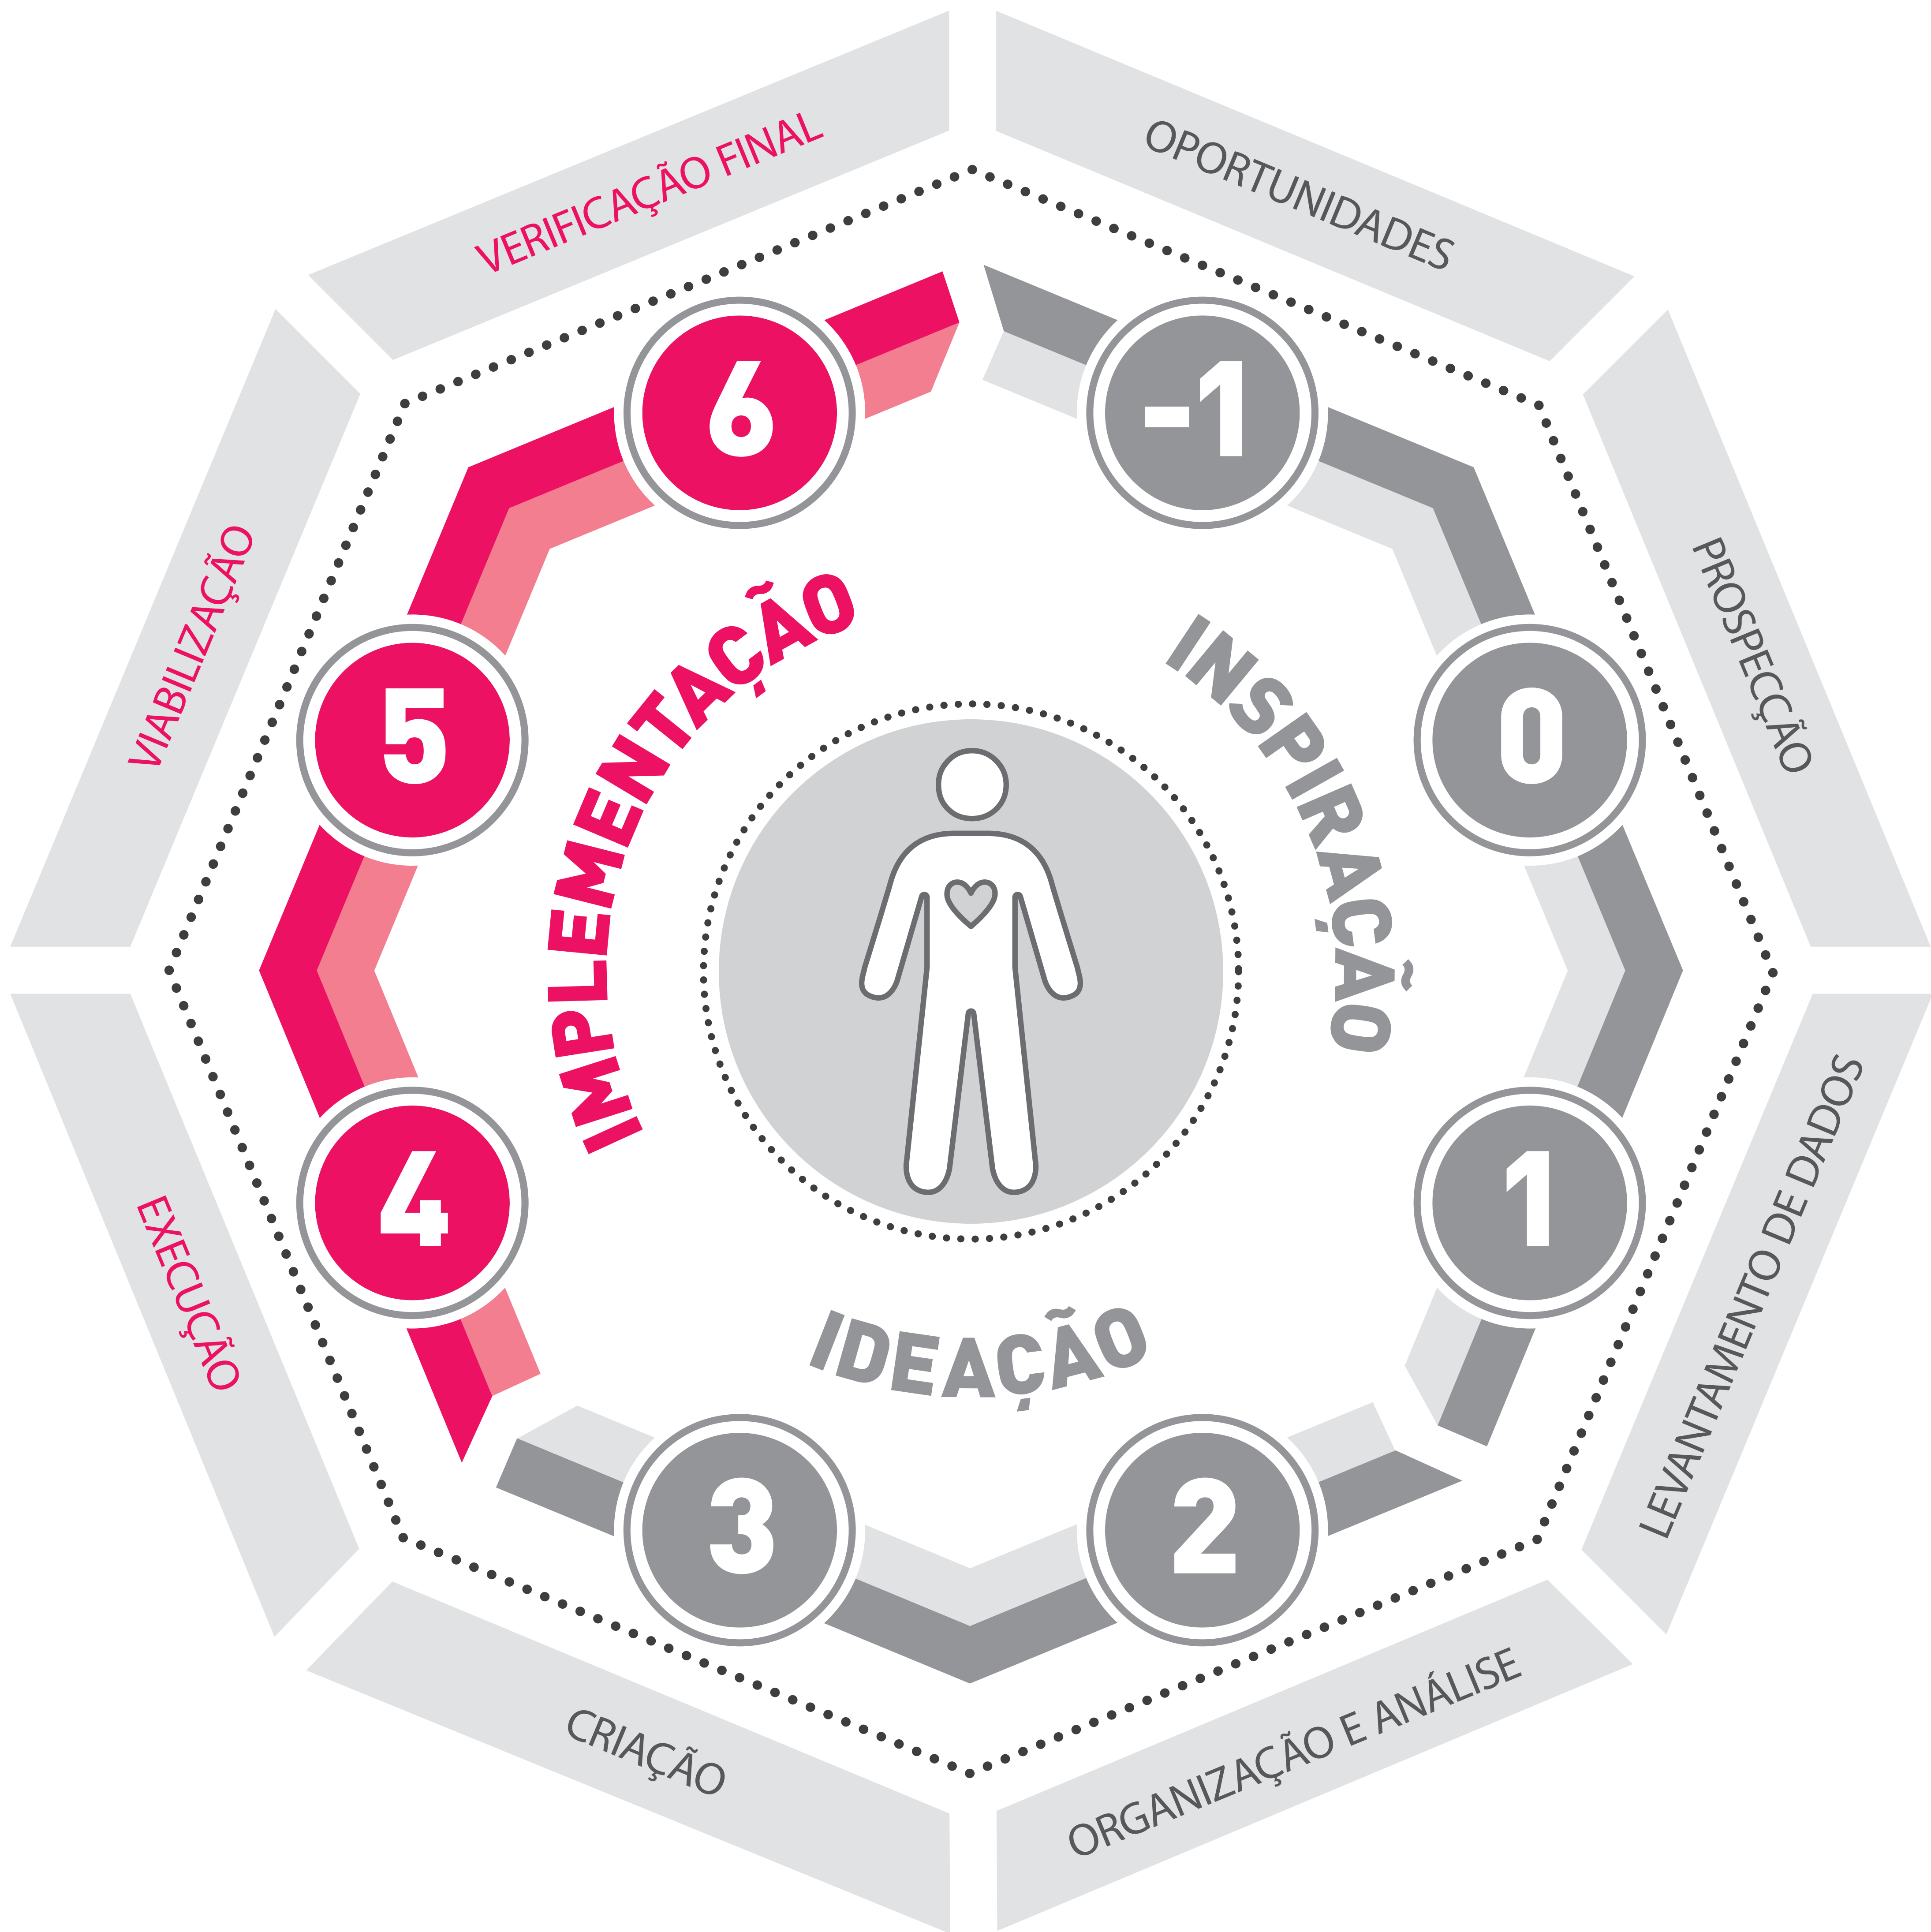 OPORTUNIDADES
PROSPECÇÃO
LEVANTAMENTO DE DADOS
ORGANIZAÇÃO E ANÁLISE
CRIAÇÃO
EXECUÇÃO
VIABILIZAÇÃO
VERIFICAÇÃO FINAL
-1
0
1
2
3
4
5
6
INSPIRAÇÃO
IDEAÇÃO
IMPLEMENTAÇÃO